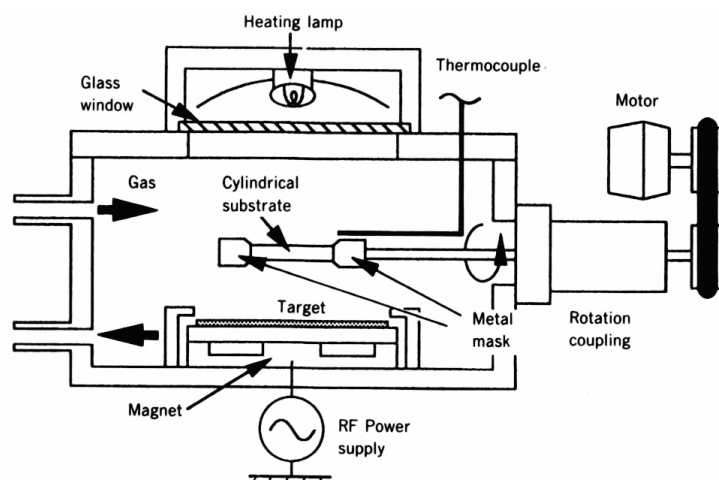 Heating lamp
Thermocouple
Glass
window
Motor
Gas
Cylindrical
substrate
Target
Metal
mask
Rotation
coupling
Magnet
RF Power
supply